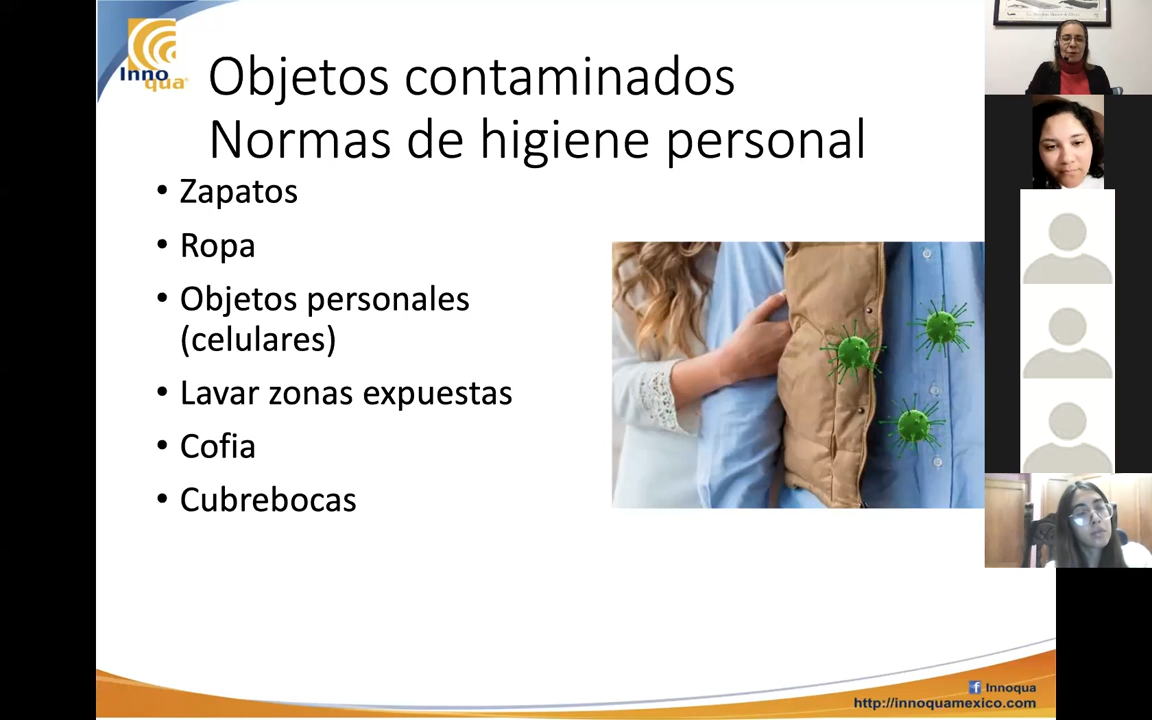 Inno
qua
Objetos contaminados
Normas de higiene personal
• Zapatos
• Ropa
• Objetos personales
(celulares)
• Lavar zonas expuestas
• Cofia
• Cubrebocas
f Innoqua
http://innoquamexico.com